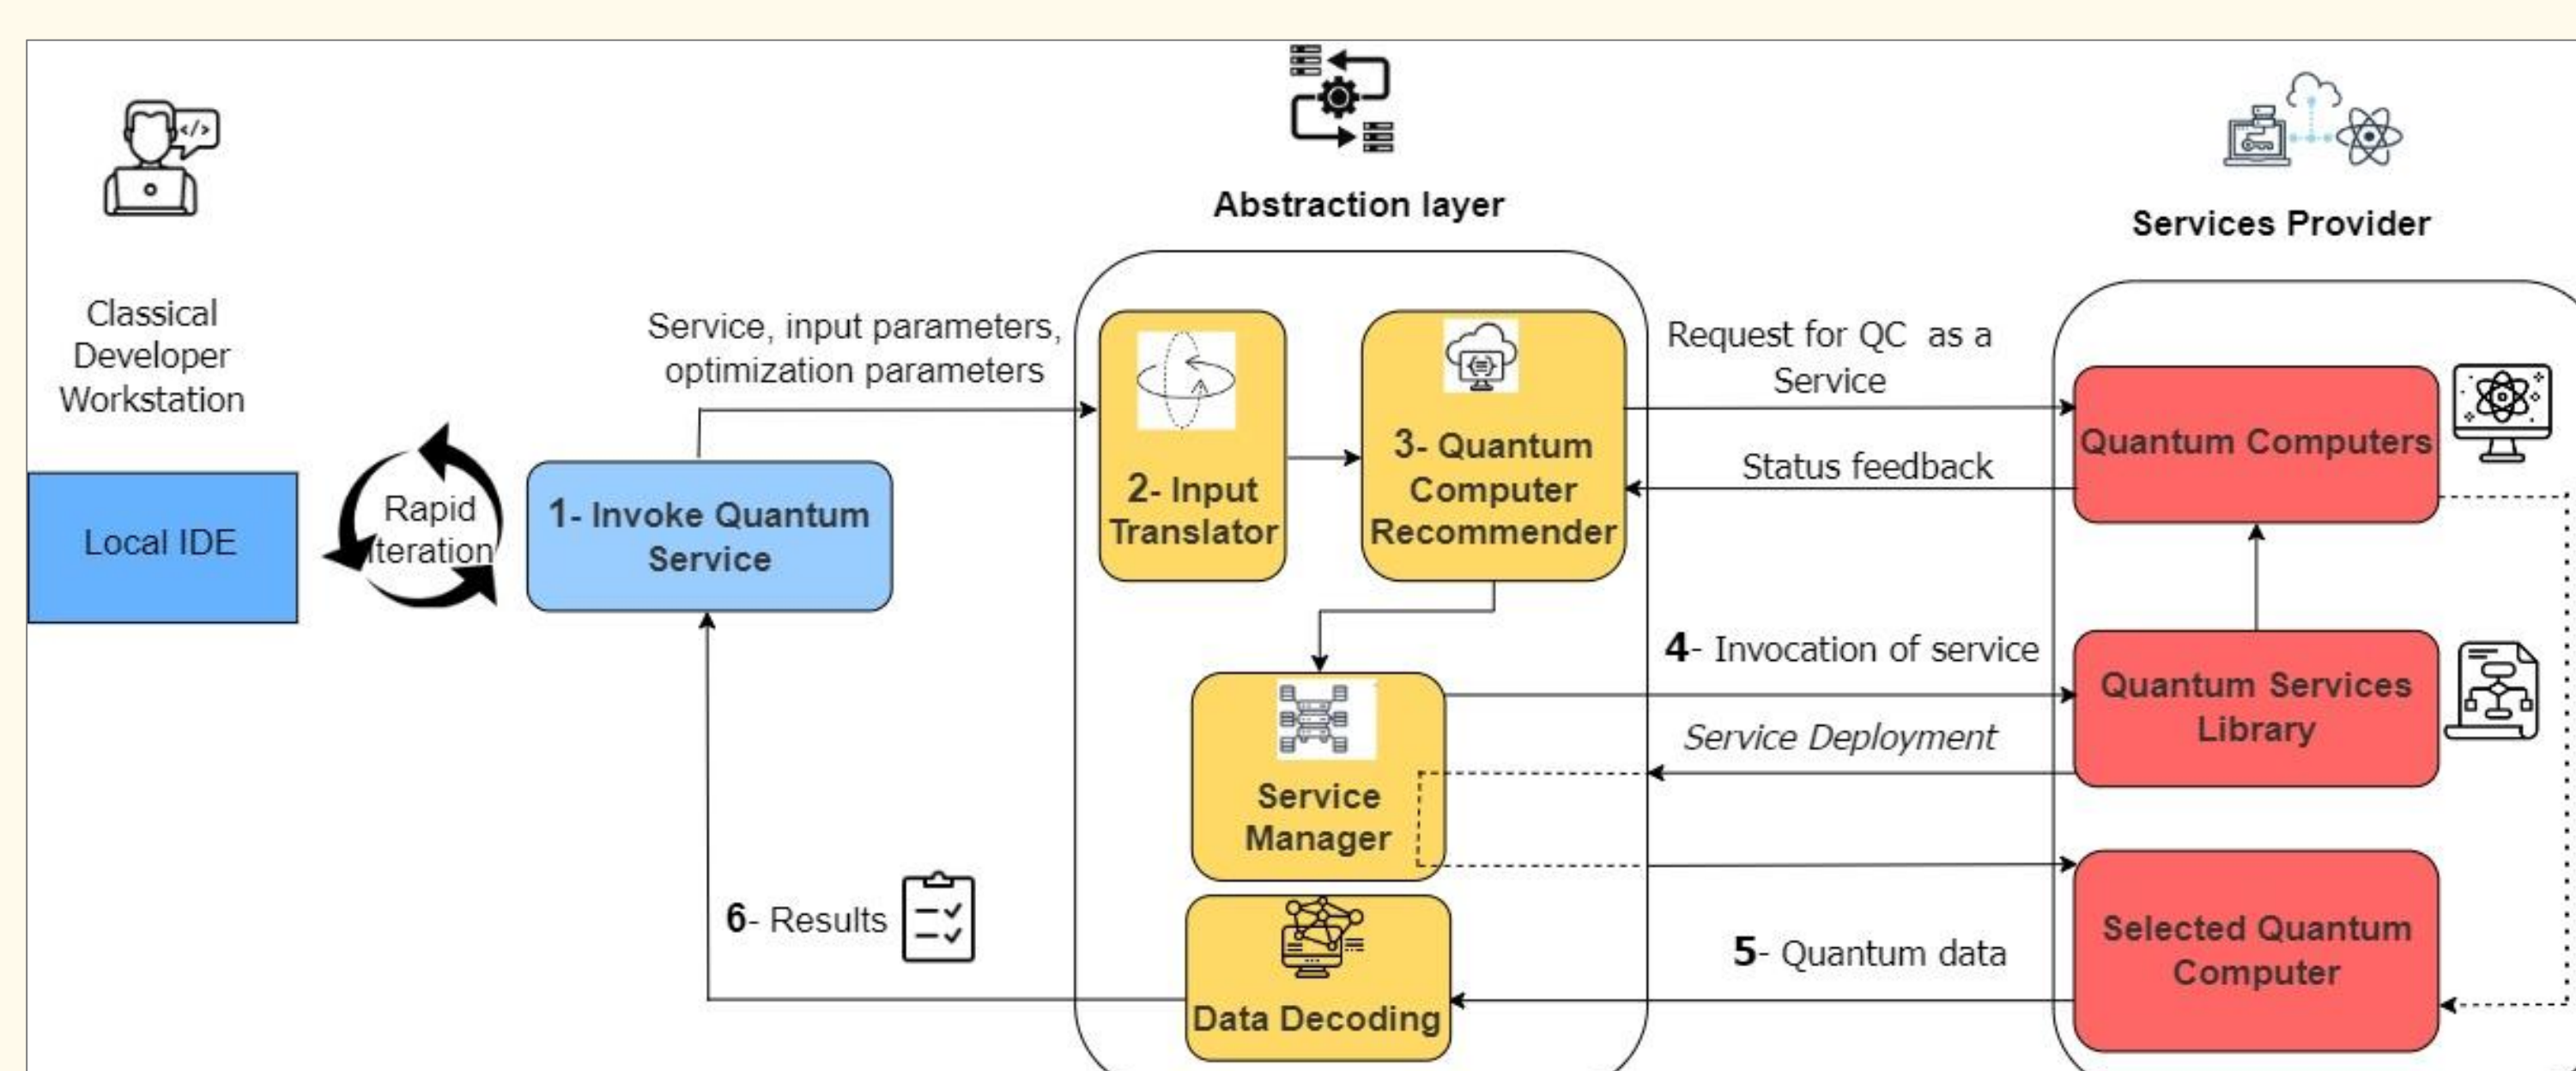 Abstraction layer
Services Provider
Classical
Developer
Workstation
Service, input parameters,
optimization parameters
Request for QC as a
Service
Status feedback
Local IDE
Rapid
Iteration
1- Invoke Quantum
Service
</>
2- Input
Translator
3- Quantum
Computer
Recommender
Quantum Computers
4- Invocation of service
Service Deployment
Quantum Services
Library
Service
Manager
6- Results
5- Quantum data
Selected Quantum
Computer
Data Decoding